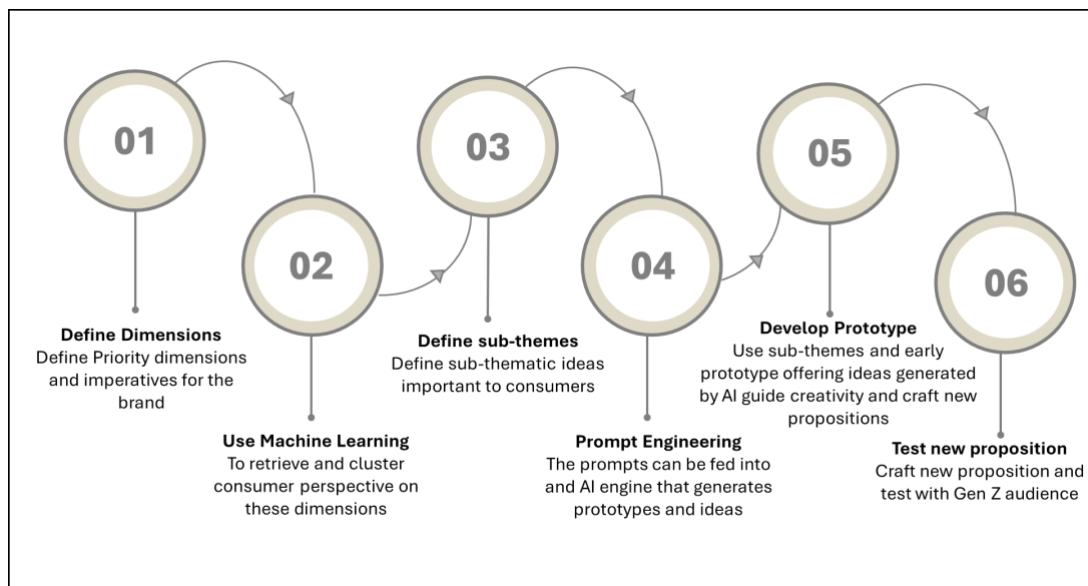 01
Define Dimensions
Define Priority dimensions
and imperatives for the
brand
02
Use Machine Learning
To retrieve and cluster
consumer perspective on
these dimensions
03
Define sub-themes
Define sub-thematic ideas
important to consumers
04
Prompt Engineering
The prompts can be fed into
and AI engine that generates
prototypes and ideas
05
Develop Prototype
Use sub-themes and early
prototype offering ideas generated
by AI guide creativity and craft new
propositions
06
Test new proposition
Craft new proposition and
test with Gen Z audience